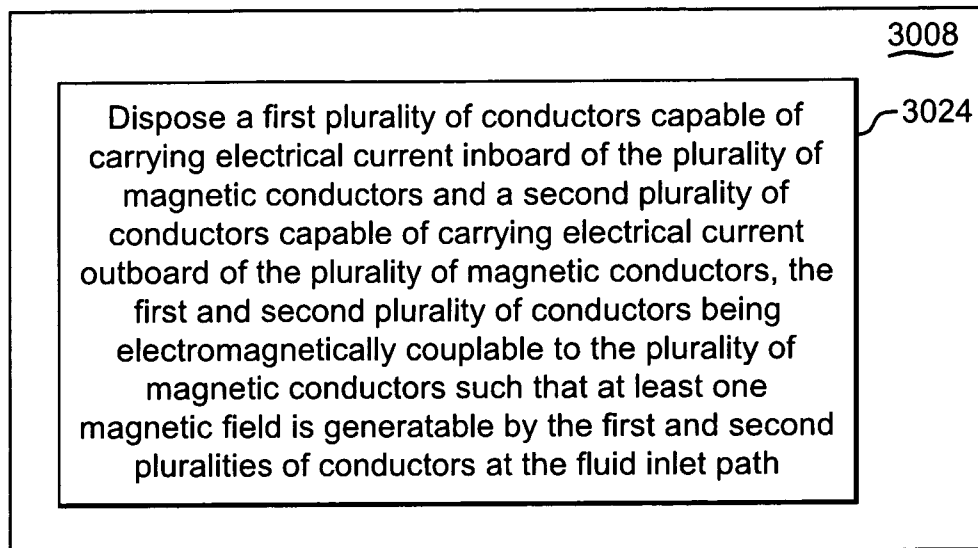 3008
3024
Dispose a first plurality of conductors capable of
carrying electrical current inboard of the plurality of
magnetic conductors and a second plurality of
conductors capable of carrying electrical current
outboard of the plurality of magnetic conductors, the
first and second plurality of conductors being
electromagnetically couplable to the plurality of
magnetic conductors such that at least one
magnetic field is generatable by the first and second
pluralities of conductors at the fluid inlet path